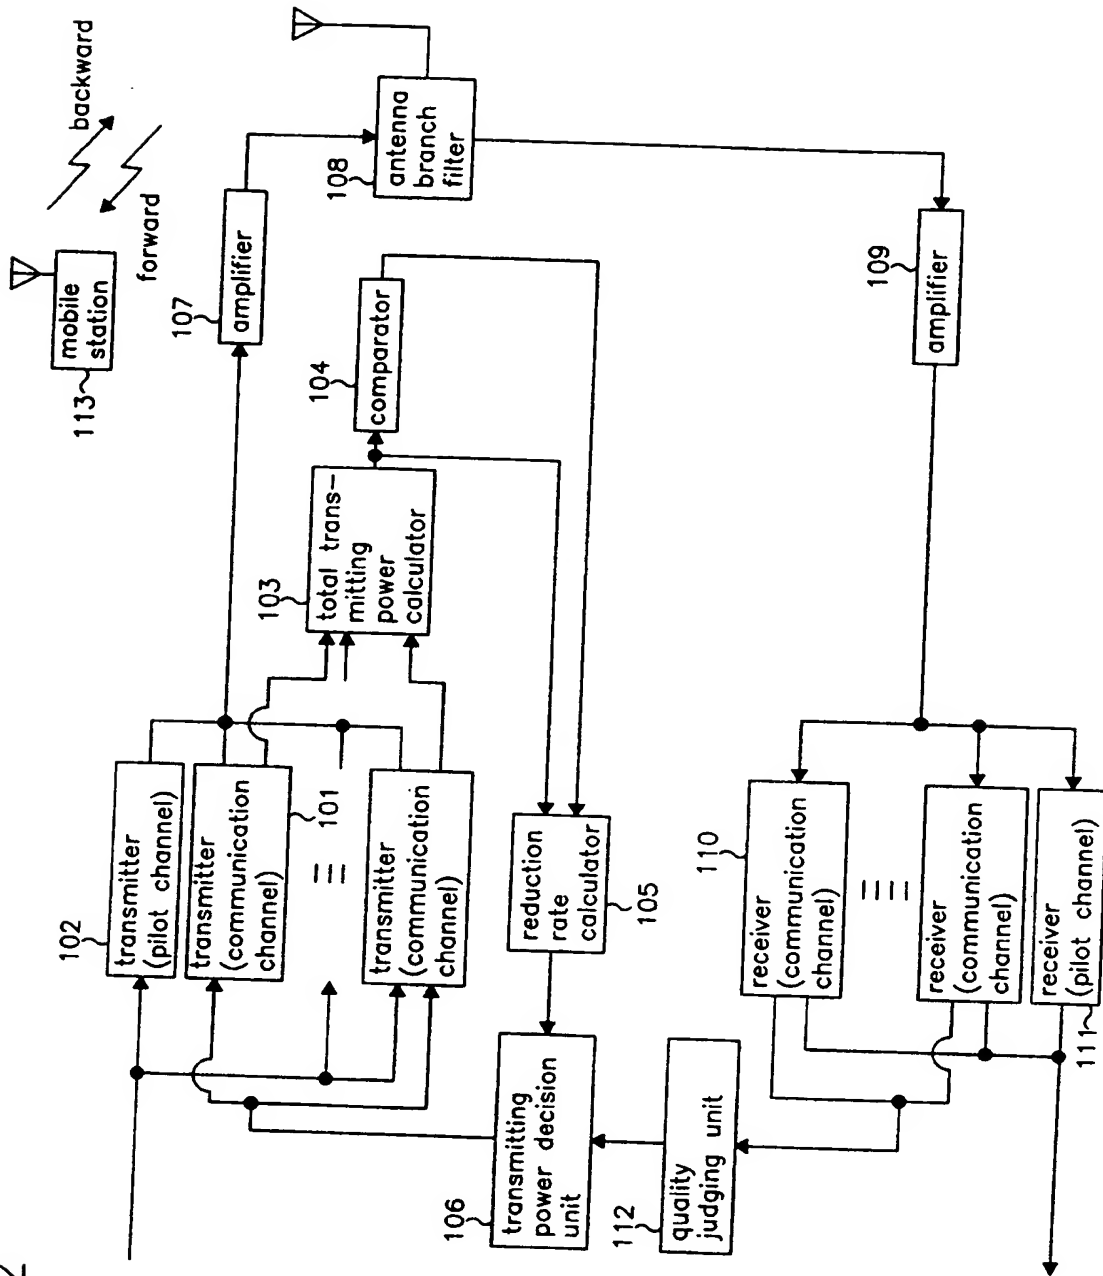 2
102
transmitter
(pilot channel)
transmitter
(communication
channel)
101
transmitter
(communication
channel)
103
total trans-
mitting
power
calculator
104
comparator
107
amplifier
113
mobile
station
forward
backward
108
antenna
branch
filter
109
amplifier
106
transmitting
power decision
unit
reduction
rate
calculator
105
112
quality
judging unit
110
receiver
(communication
channel)
receiver
(communication
channel)
receiver
(pilot channel)
111